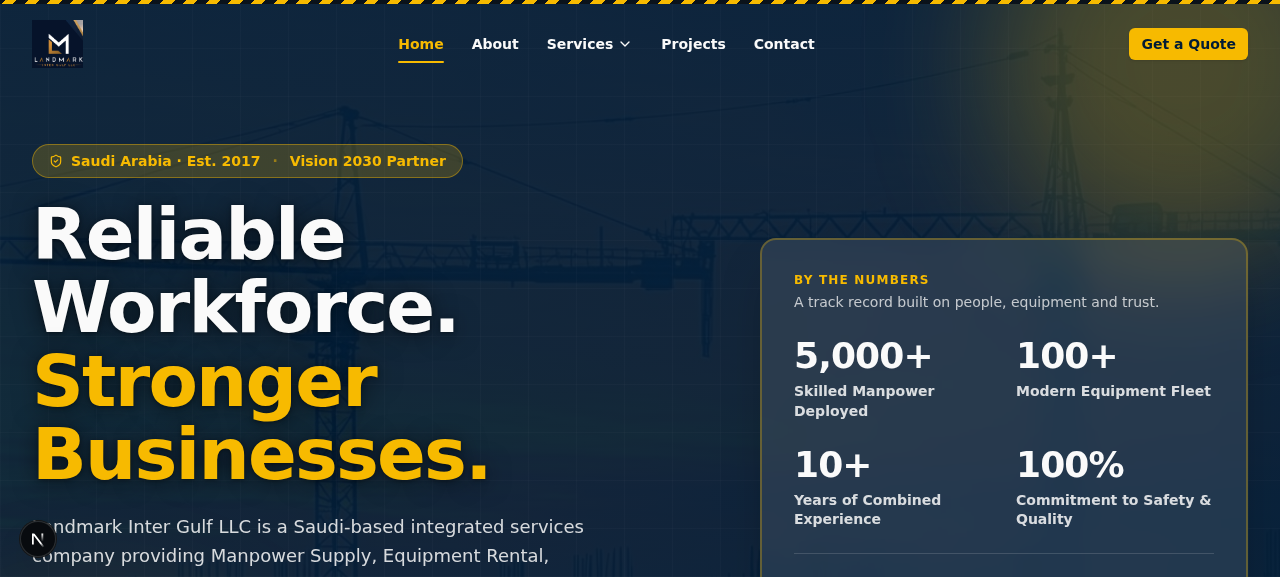 LANDMARK
Home
About
Services
Projects
Contact
Get a Quote
Saudi Arabia · Est. 2017 · Vision 2030 Partner
Reliable
Workforce.
Stronger
Businesses.
Landmark Inter Gulf LLC is a Saudi-based integrated services
company providing Manpower Supply, Equipment Rental,
N
BY THE NUMBERS
A track record built on people, equipment and trust.
5,000+
Skilled Manpower
Deployed
100+
Modern Equipment Fleet
10+
Years of Combined
Experience
100%
Commitment to Safety &
Quality